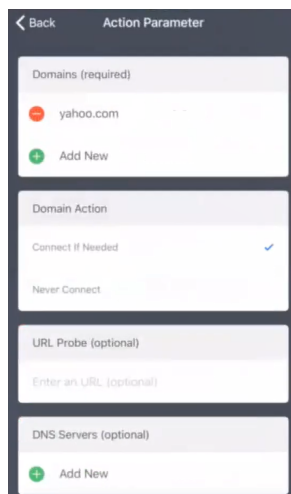 Back Action Parameter
Domains (required)
yahoo.com
Add New
Domain Action
Connect If Needed
Never Connect
URL Probe (optional)
Enter an URL (optional)
DNS Servers (optional)
Add New